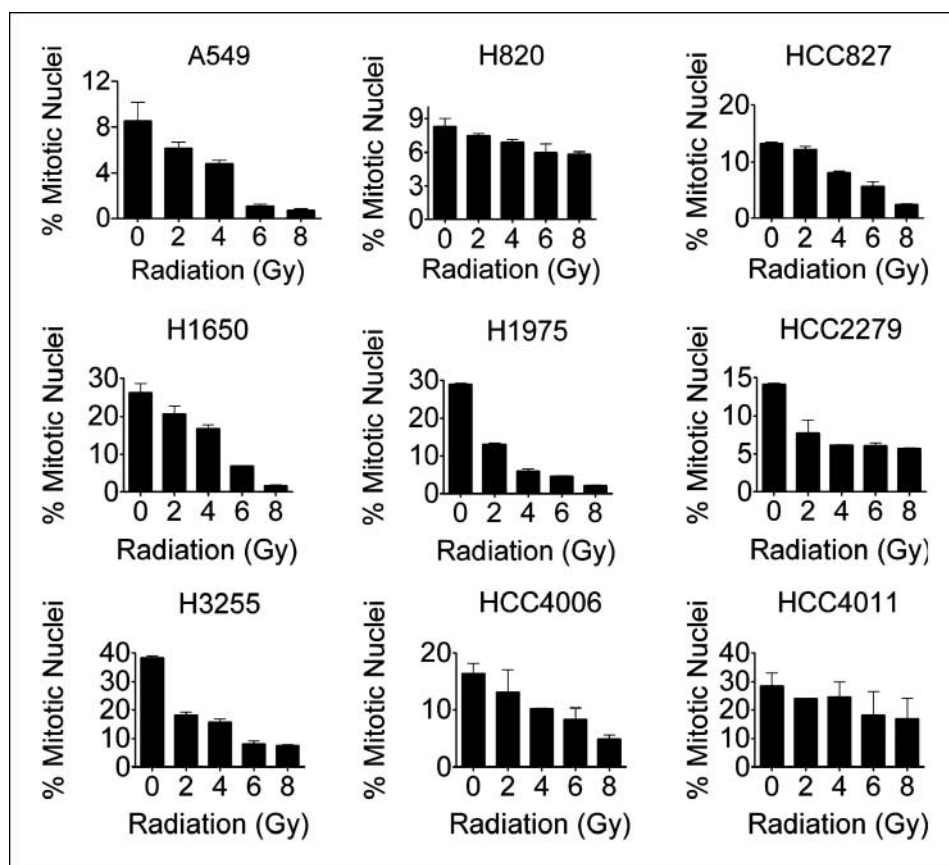 A549
% Mitotic Nuclei
12
8
4
0
0 2 4 6 8
Radiation (Gy)
H820
% Mitotic Nuclei
9
6
3
0
0 2 4 6 8
Radiation (Gy)
HCC827
% Mitotic Nuclei
20
10
0
0 2 4 6 8
Radiation (Gy)
H1650
% Mitotic Nuclei
30
20
10
0
0 2 4 6 8
Radiation (Gy)
H1975
% Mitotic Nuclei
30
20
10
0
0 2 4 6 8
Radiation (Gy)
HCC2279
% Mitotic Nuclei
15
10
5
0
0 2 4 6 8
Radiation (Gy)
H3255
% Mitotic Nuclei
40
30
20
10
0
0 2 4 6 8
Radiation (Gy)
HCC4006
% Mitotic Nuclei
20
10
0
0 2 4 6 8
Radiation (Gy)
HCC4011
% Mitotic Nuclei
40
30
20
10
0
0 2 4 6 8
Radiation (Gy)